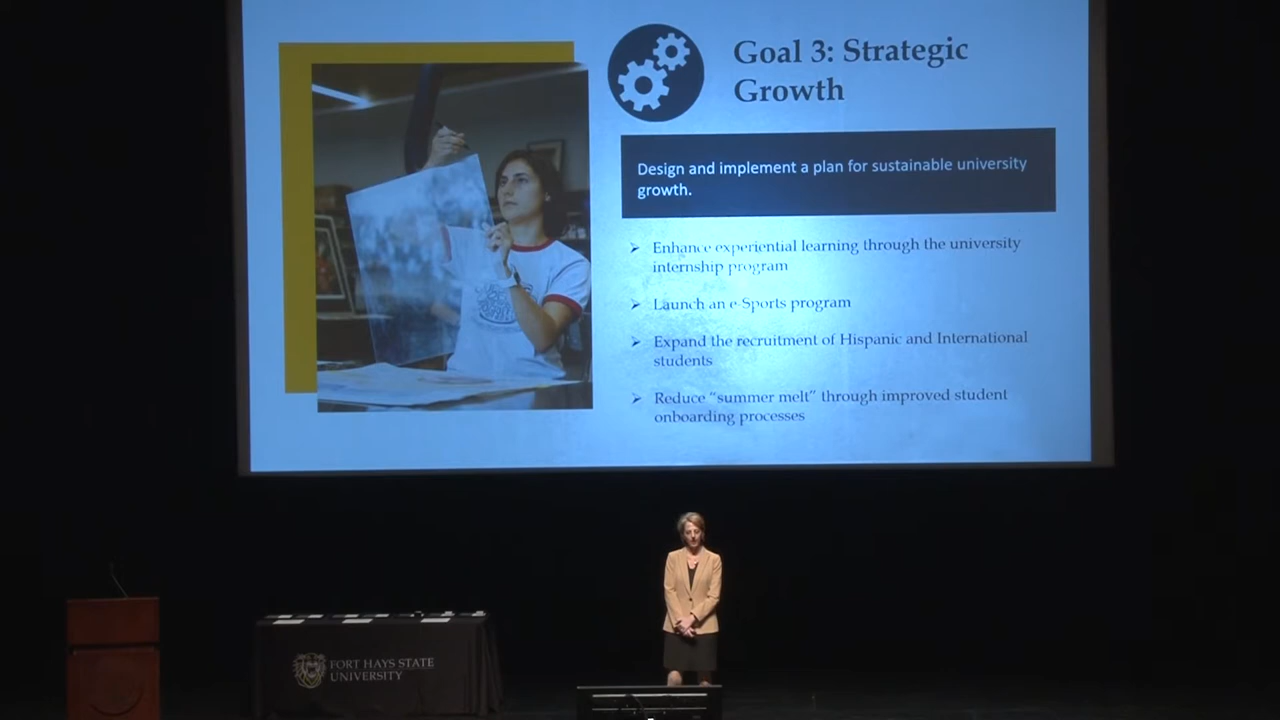 Goal 3: Strategic
Growth
Design and implement a plan for sustainable university
growth.
Enhance experiential learning through the university
internship program
Launch an e-Sports program
Expand the recruitment of Hispanic and International
students
Reduce “summer melt” through improved student
onboarding processes
FORT HAYS STATE
UNIVERSITY